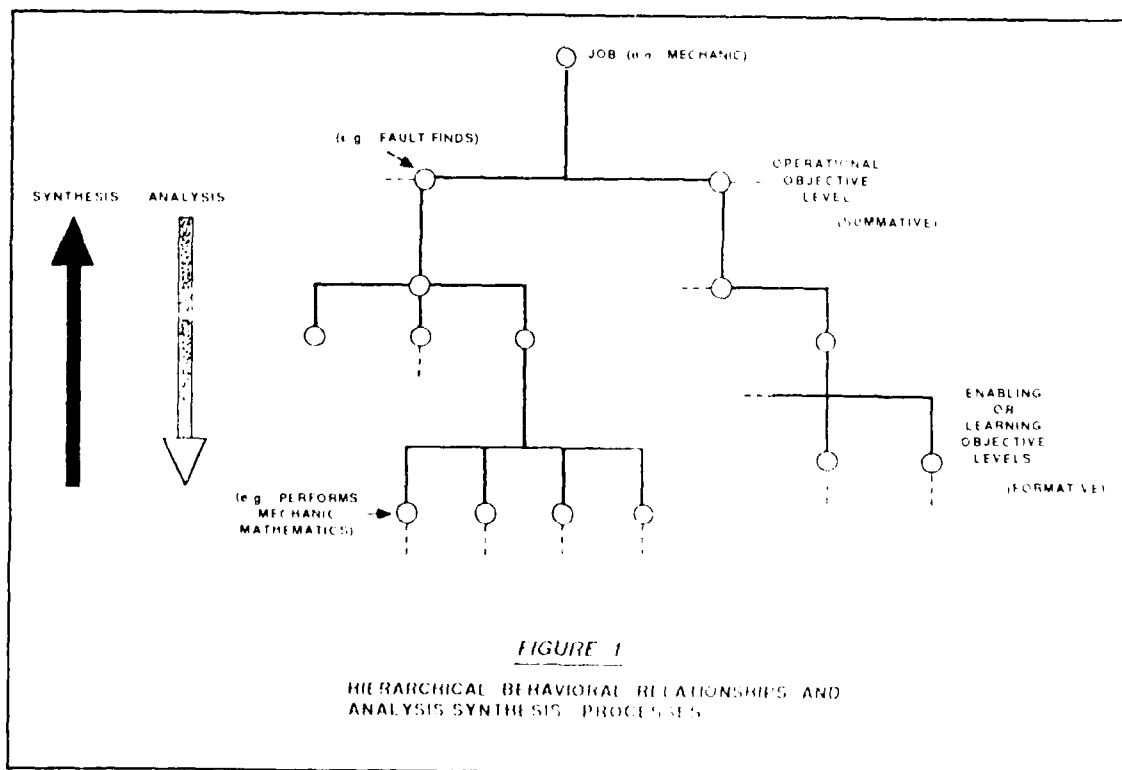 JOB (e.g. MECHANIC)
(e.g. FAULT FINDS)
OPERATIONAL
OBJECTIVE
LEVEL
(SUMMATIVE)
SYNTHESIS ANALYSIS
ENABLING
OR
LEARNING
OBJECTIVE
LEVELS
(FORMATIVE)
(e.g. PERFORMS
MECHANIC
MATHEMATICS)
FIGURE 1
HIERARCHICAL BEHAVIORAL RELATIONSHIPS AND
ANALYSIS-SYNTHESIS PROCESSES